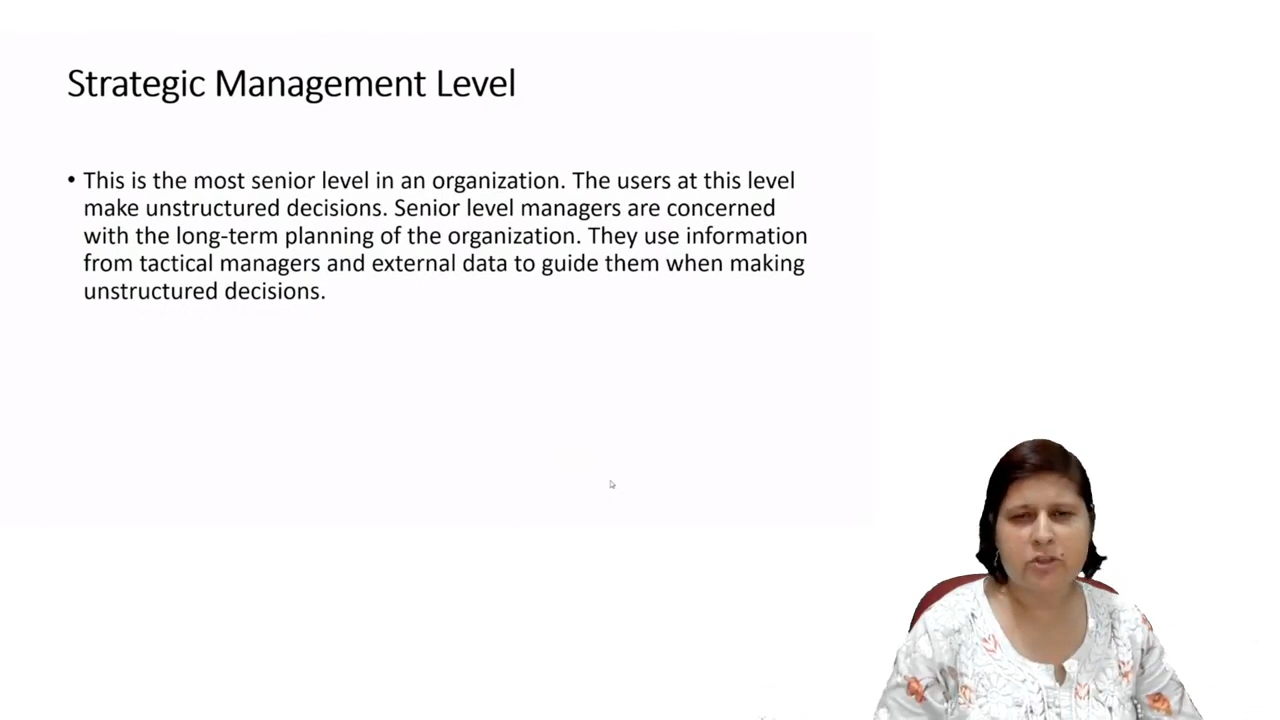 Strategic Management Level
• This is the most senior level in an organization. The users at this level
make unstructured decisions. Senior level managers are concerned
with the long-term planning of the organization. They use information
from tactical managers and external data to guide them when making
unstructured decisions.